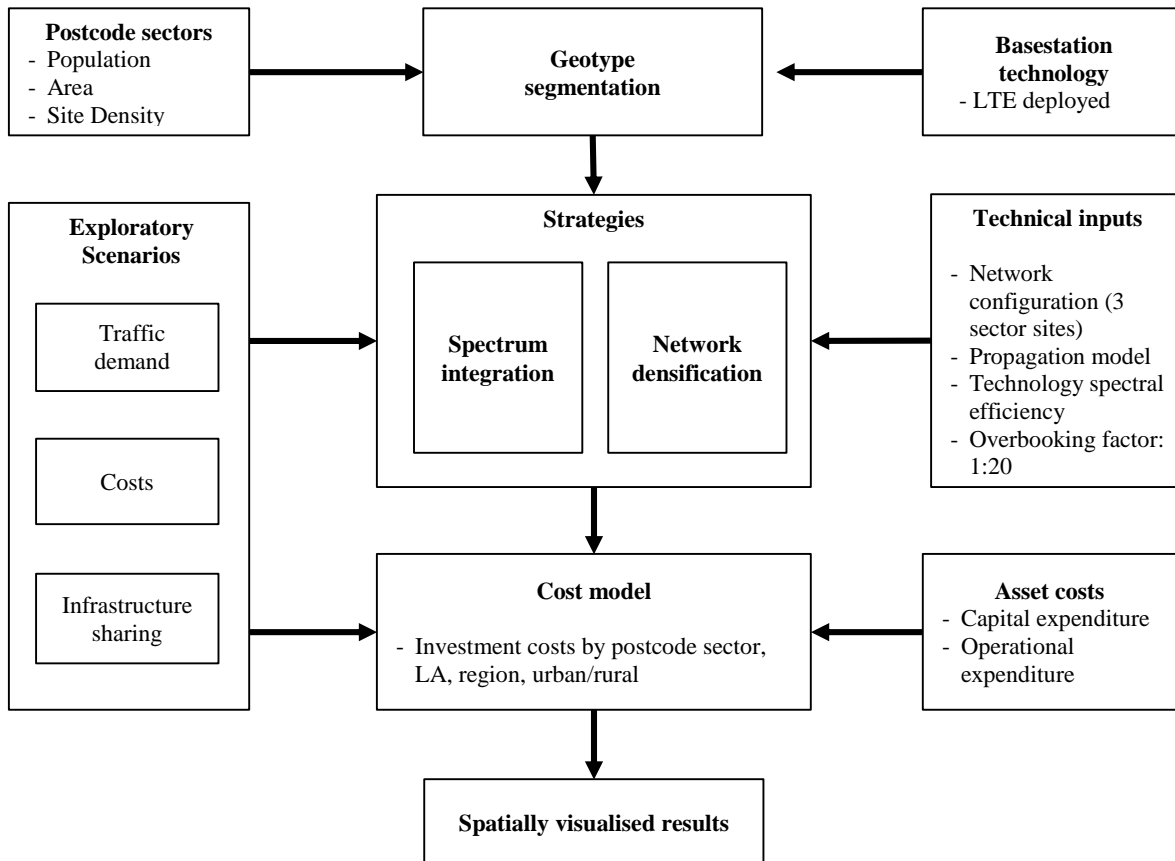 Postcode sectors
- Population
- Area
- Site Density
Geotype
segmentation
Basestation
technology
- LTE deployed
Exploratory
Scenarios
Traffic
demand
Costs
Infrastructure
sharing
Strategies
Spectrum
integration
Network
densification
Technical inputs
- Network
configuration (3
sector sites)
- Propagation model
- Technology spectral
efficiency
- Overbooking factor:
1:20
Cost model
- Investment costs by postcode sector,
LA, region, urban/rural
Asset costs
- Capital expenditure
- Operational
expenditure
Spatially visualised results